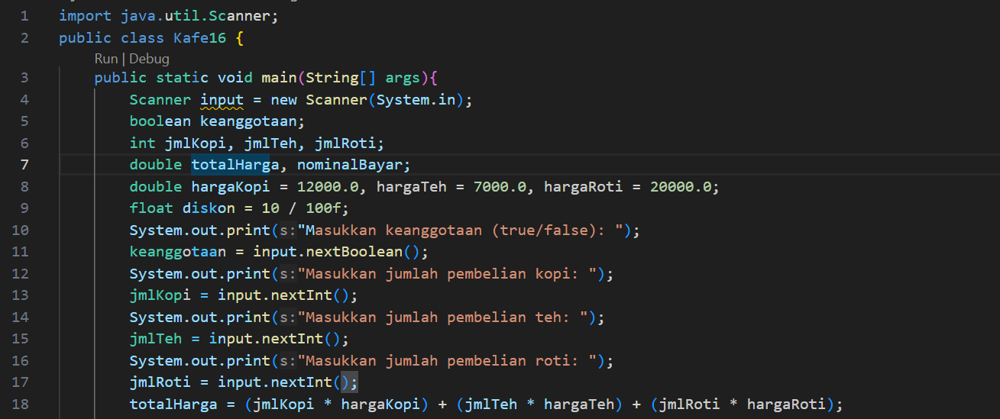 1 import java.util.Scanner;
2 public class Kafe16 {
Run | Debug
3 public static void main(String[] args){
4 Scanner input = new Scanner(System.in);
5 boolean keanggotaan;
6 int jmlKopi, jmlTeh, jmlRoti;
7 double totalHarga, nominalBayar;
8 double hargaKopi = 12000.0, hargaTeh = 7000.0, hargaRoti = 20000.0;
9 float diskon = 10 / 100f;
10 System.out.print(s:"Masukkan keanggotaan (true/false): ");
11 keanggotaan = input.nextBoolean();
12 System.out.print(s:"Masukkan jumlah pembelian kopi: ");
13 jmlKopi = input.nextInt();
14 System.out.print(s:"Masukkan jumlah pembelian teh: ");
15 jmlTeh = input.nextInt();
16 System.out.print(s:"Masukkan jumlah pembelian roti: ");
17 jmlRoti = input.nextInt();
18 totalHarga = (jmlKopi * hargaKopi) + (jmlTeh * hargaTeh) + (jmlRoti * hargaRoti);